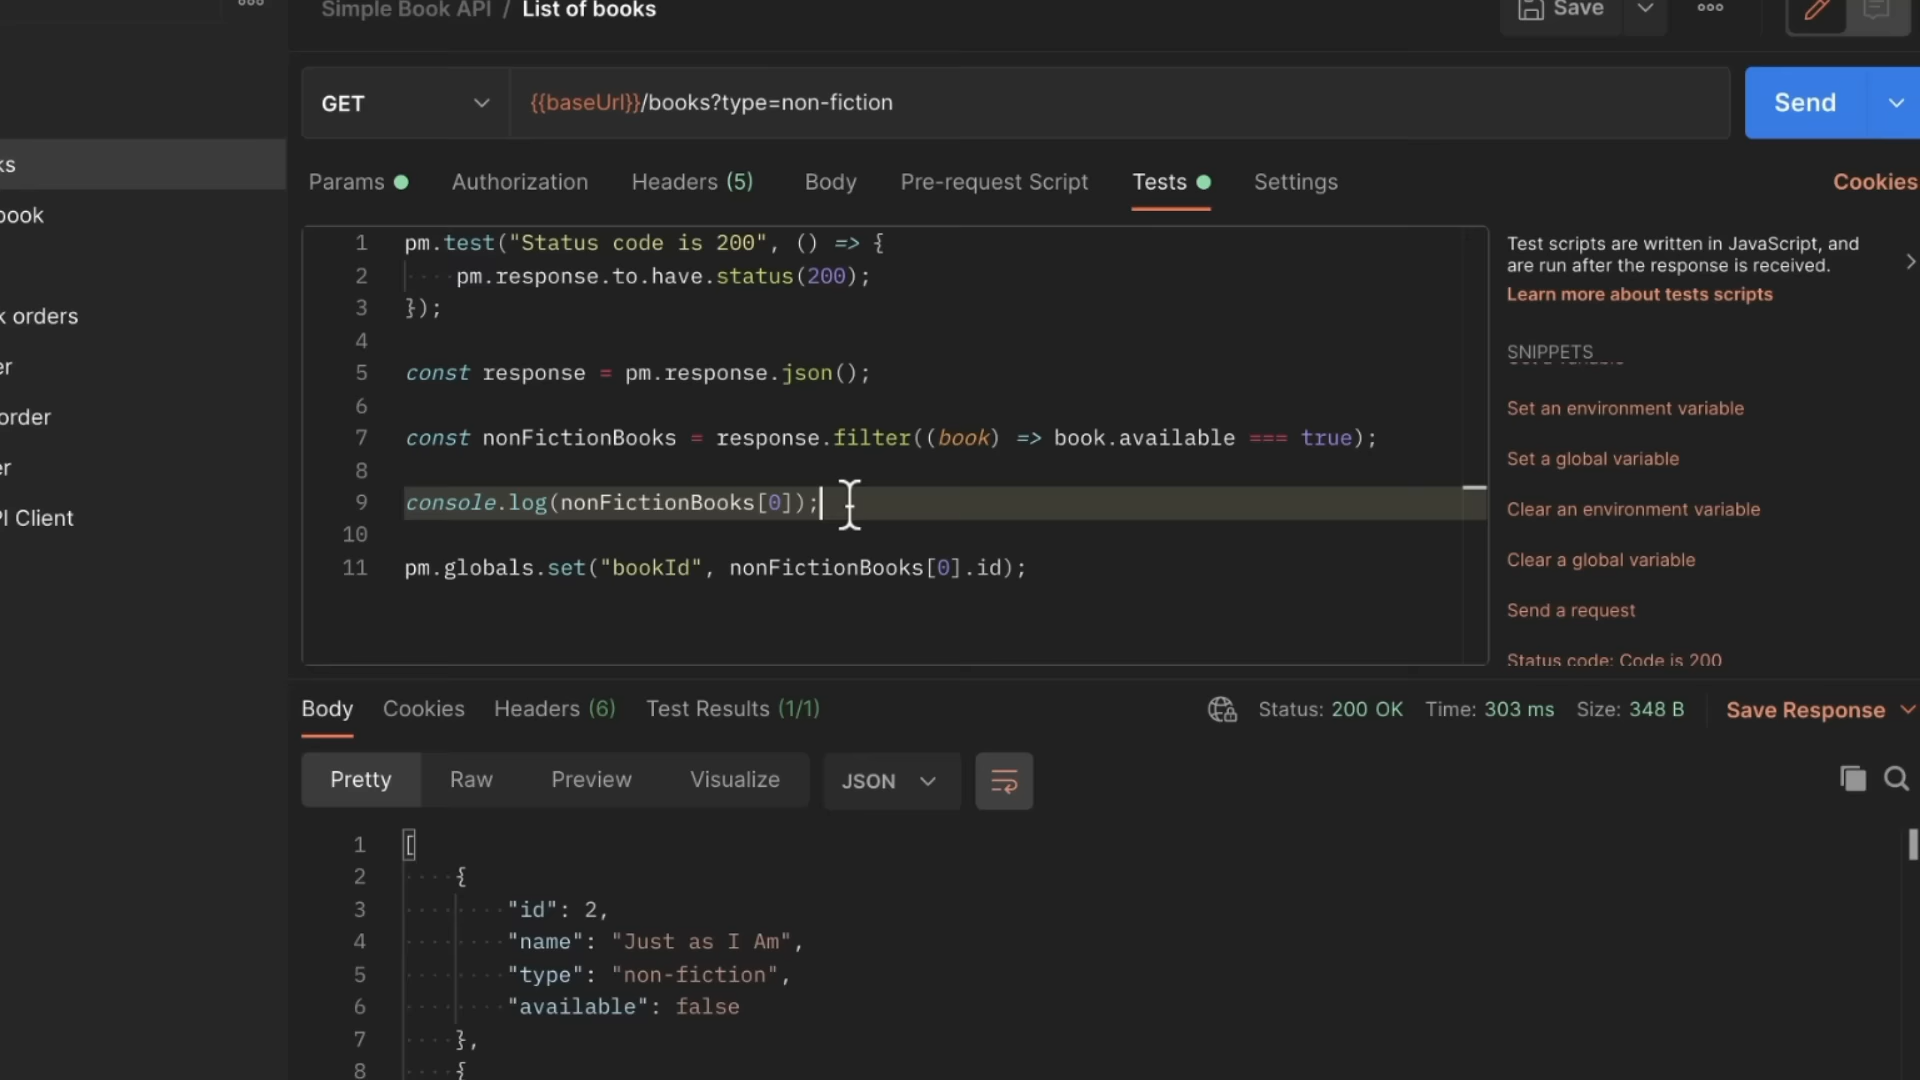 Simple Book API / List of books
Save
GET
{{baseUrl}}/books?type=non-fiction
Send
ks
book
k orders
er
order
er
PI Client
Params
Authorization
Headers (5)
Body
Pre-request Script
Tests
Settings
Cookies
1 pm.test("Status code is 200", () => {
2 pm.response.to.have.status(200);
3 });
4
5 const response = pm.response.json();
6
7 const nonFictionBooks = response.filter((book) => book.available === true);
8
9 console.log(nonFictionBooks[0]);
10
11 pm.globals.set("bookId", nonFictionBooks[0].id);
Test scripts are written in JavaScript, and
are run after the response is received.
Learn more about tests scripts
SNIPPETS
Set an environment variable
Set a global variable
Clear an environment variable
Clear a global variable
Send a request
Status code: Code is 200
Body
Cookies
Headers (6)
Test Results (1/1)
Status: 200 OK
Time: 303 ms
Size: 348 B
Save Response
Pretty
Raw
Preview
Visualize
JSON
1 [
2 {
3 "id": 2,
4 "name": "Just as I Am",
5 "type": "non-fiction",
6 "available": false
7 },
8 {